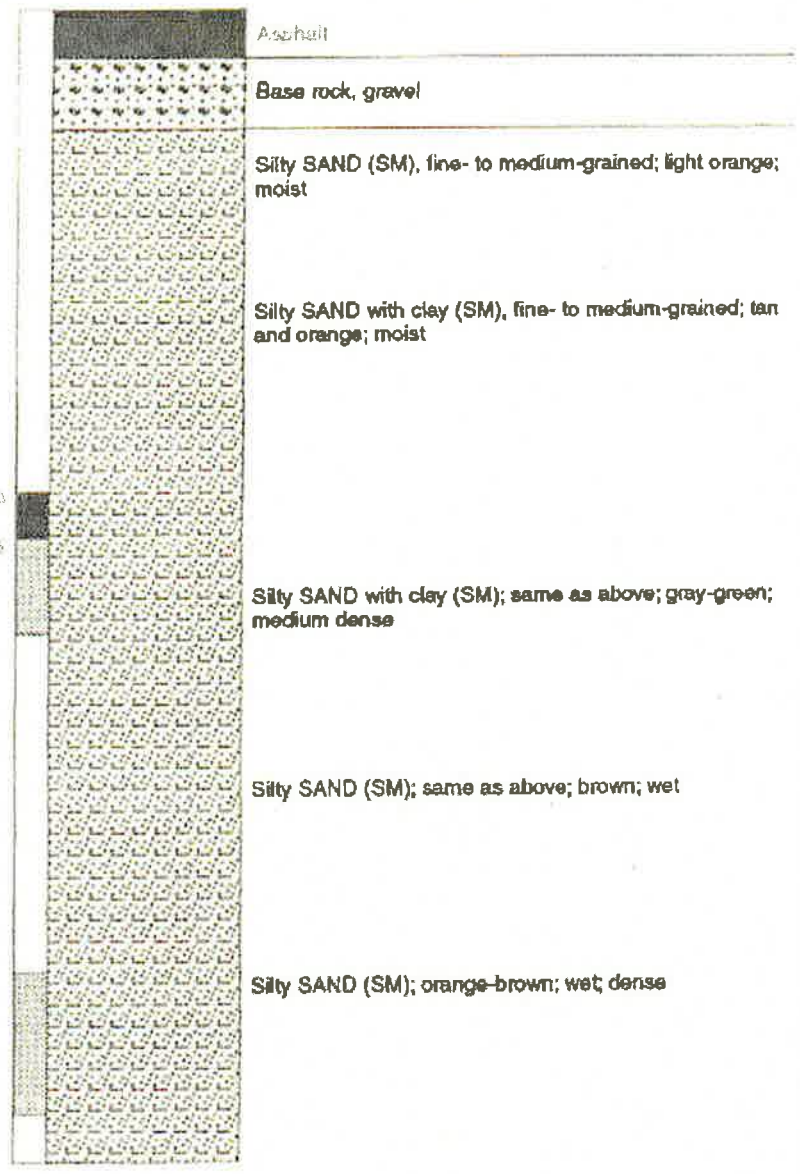 Asphalt
Base rock, gravel
Silty SAND (SM), fine- to medium-grained; light orange;
moist
Silty SAND with clay (SM), fine- to medium-grained; tan
and orange; moist
Silty SAND with clay (SM); same as above; gray-green;
medium dense
Silty SAND (SM); same as above; brown; wet
Silty SAND (SM); orange-brown; wet; dense